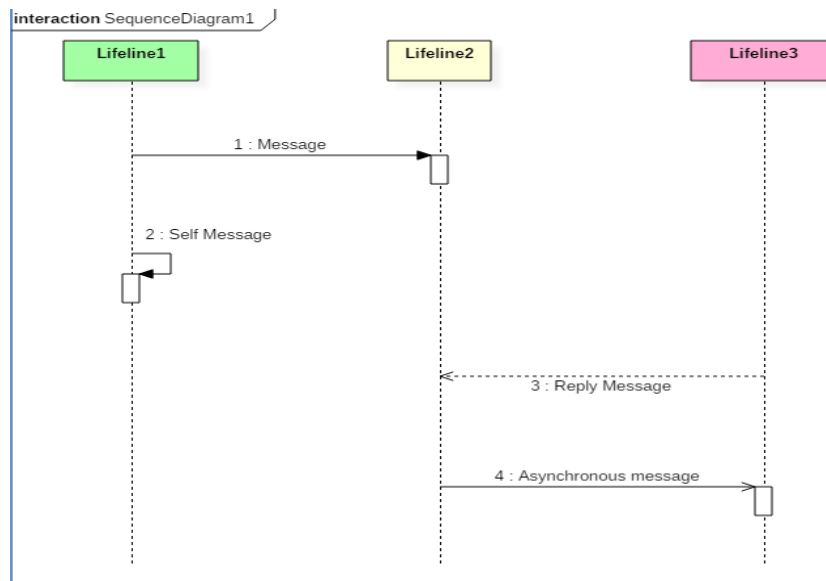 interaction SequenceDiagram1
Lifeline1
Lifeline2
Lifeline3
1 : Message
2 : Self Message
3 : Reply Message
4 : Asynchronous message